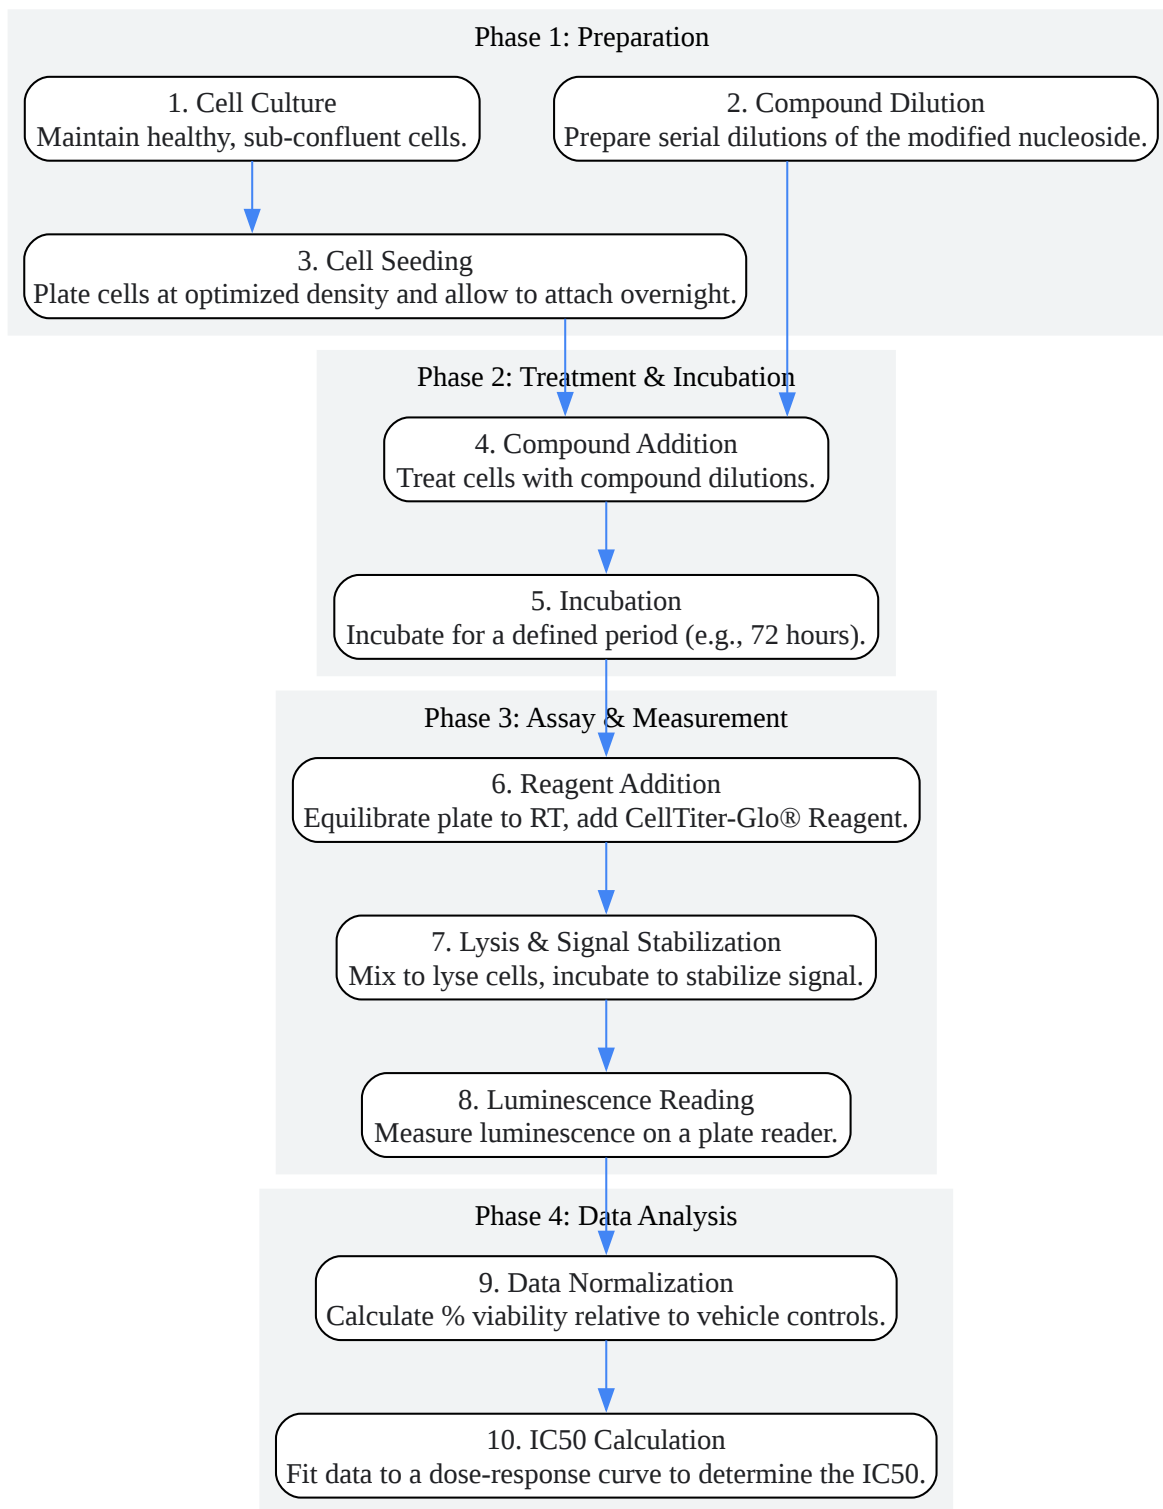 Phase 1: Preparation
1. Cell Culture
Maintain healthy, sub-confluent cells.
2. Compound Dilution
Prepare serial dilutions of the modified nucleoside.
3. Cell Seeding
Plate cells at optimized density and allow to attach overnight.
Phase 2: Treatment & Incubation
4. Compound Addition
Treat cells with compound dilutions.
5. Incubation
Incubate for a defined period (e.g., 72 hours).
Phase 3: Assay & Measurement
6. Reagent Addition
Equilibrate plate to RT, add CellTiter-Glo® Reagent.
7. Lysis & Signal Stabilization
Mix to lyse cells, incubate to stabilize signal.
8. Luminescence Reading
Measure luminescence on a plate reader.
Phase 4: Data Analysis
9. Data Normalization
Calculate % viability relative to vehicle controls.
10. IC50 Calculation
Fit data to a dose-response curve to determine the IC50.